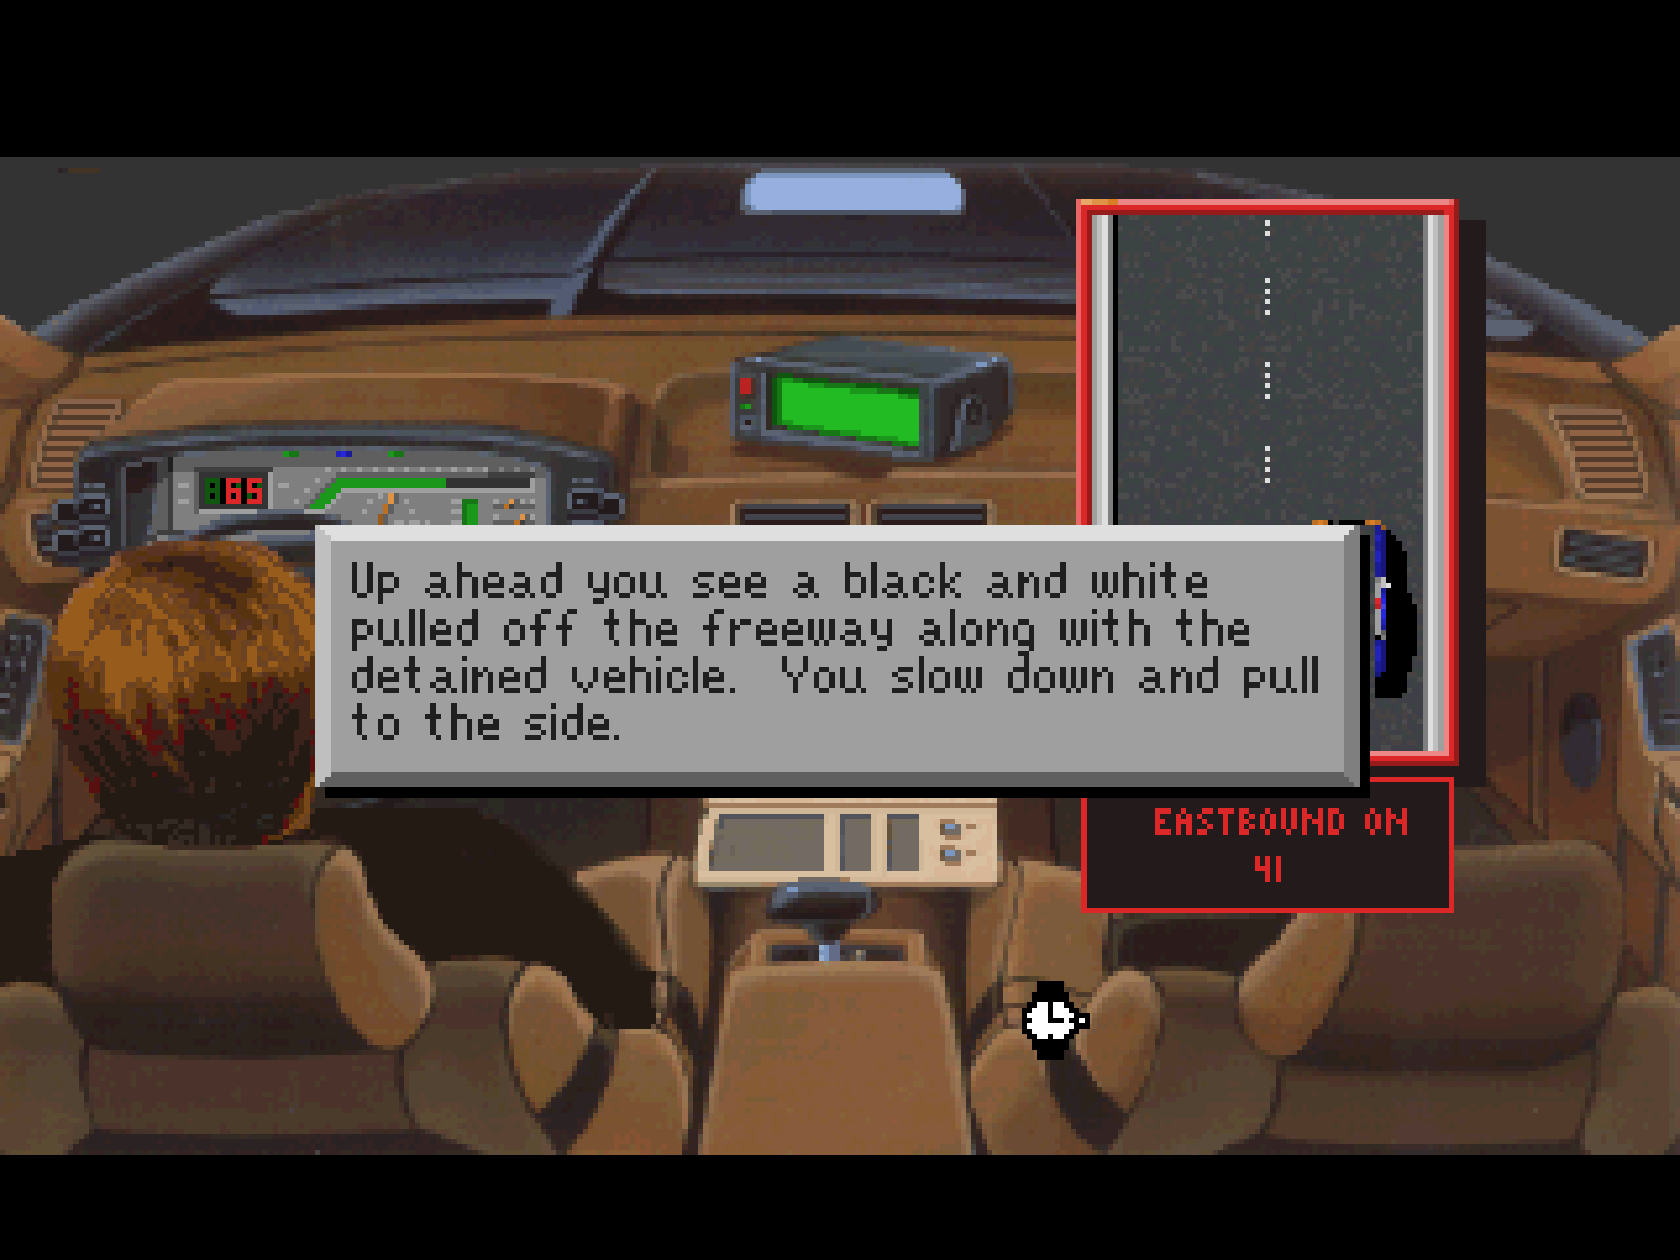 65
Up ahead you see a black and white
pulled off the freeway along with the
detained vehicle.  You slow down and pull
to the side.
EASTBOUND ON
41